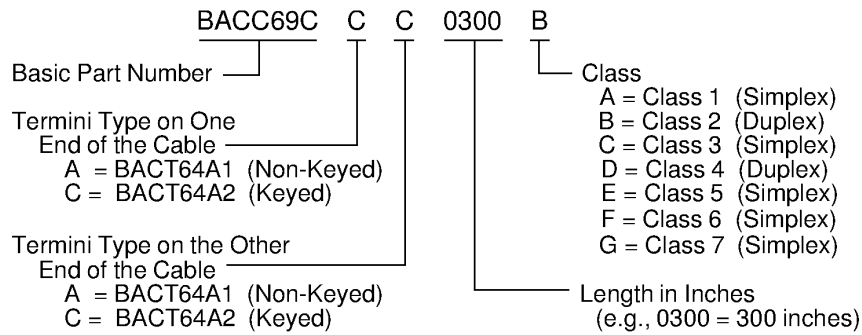 BACC69C C C 0300 B
Basic Part Number
Termini Type on One
End of the Cable
A = BACT64A1 (Non-Keyed)
C = BACT64A2 (Keyed)
Termini Type on the Other
End of the Cable
A = BACT64A1 (Non-Keyed)
C = BACT64A2 (Keyed)
Class
A = Class 1 (Simplex)
B = Class 2 (Duplex)
C = Class 3 (Simplex)
D = Class 4 (Duplex)
E = Class 5 (Simplex)
F = Class 6 (Simplex)
G = Class 7 (Simplex)
Length in Inches
(e.g., 0300 = 300 inches)